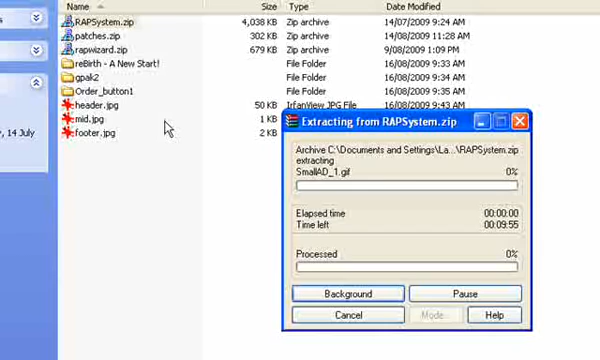 Name Size Type Date Modified
RAPSystem.zip 4,038 KB Zip archive 14/07/2009 9:24 AM
patches.zip 302 KB Zip archive 14/08/2009 11:28 AM
rapwizard.zip 679 KB Zip archive 9/08/2009 1:09 PM
reBirth - A New Start! File Folder 16/08/2009 9:33 AM
gpak2 File Folder 16/08/2009 9:34 AM
Order_button1 File Folder 16/08/2009 9:41 AM
header.jpg 50 KB IrfanView JPG File 16/08/2009 9:43 AM
mid.jpg 1 KB
footer.jpg 2 KB
y, 14 July
Extracting from RAPSystem.zip
Archive C:\Documents and Settings\La...\RAPSystem.zip
extracting
SmallAD_1.gif 0%
Elapsed time 00:00:00
Time left 00:09:55
Processed 0%
Background Pause
Cancel Mode... Help